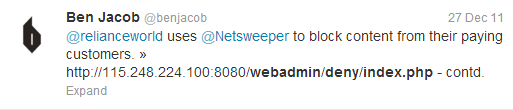 Ben Jacob @benjacob 27 Dec 11
@relianceworld uses @Netsweeper to block content from their paying
customers. »
http://115.248.224.100:8080/webadmin/deny/index.php - contd.
Expand